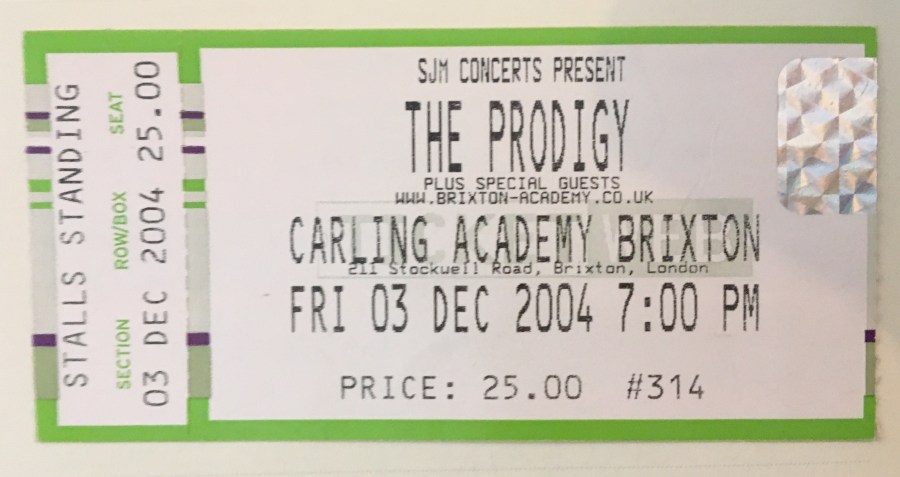 STALLS STANDING
SECTION ROW/BOX SEAT
03 DEC 2004 25.00
SJM CONCERTS PRESENT
THE PRODIGY
PLUS SPECIAL GUESTS
WWW.BRIXTON-ACADEMY.CO.UK
CARLING ACADEMY BRIXTON
211 Stockwell Road, Brixton, London
FRI 03 DEC 2004 7:00 PM
PRICE: 25.00 #314